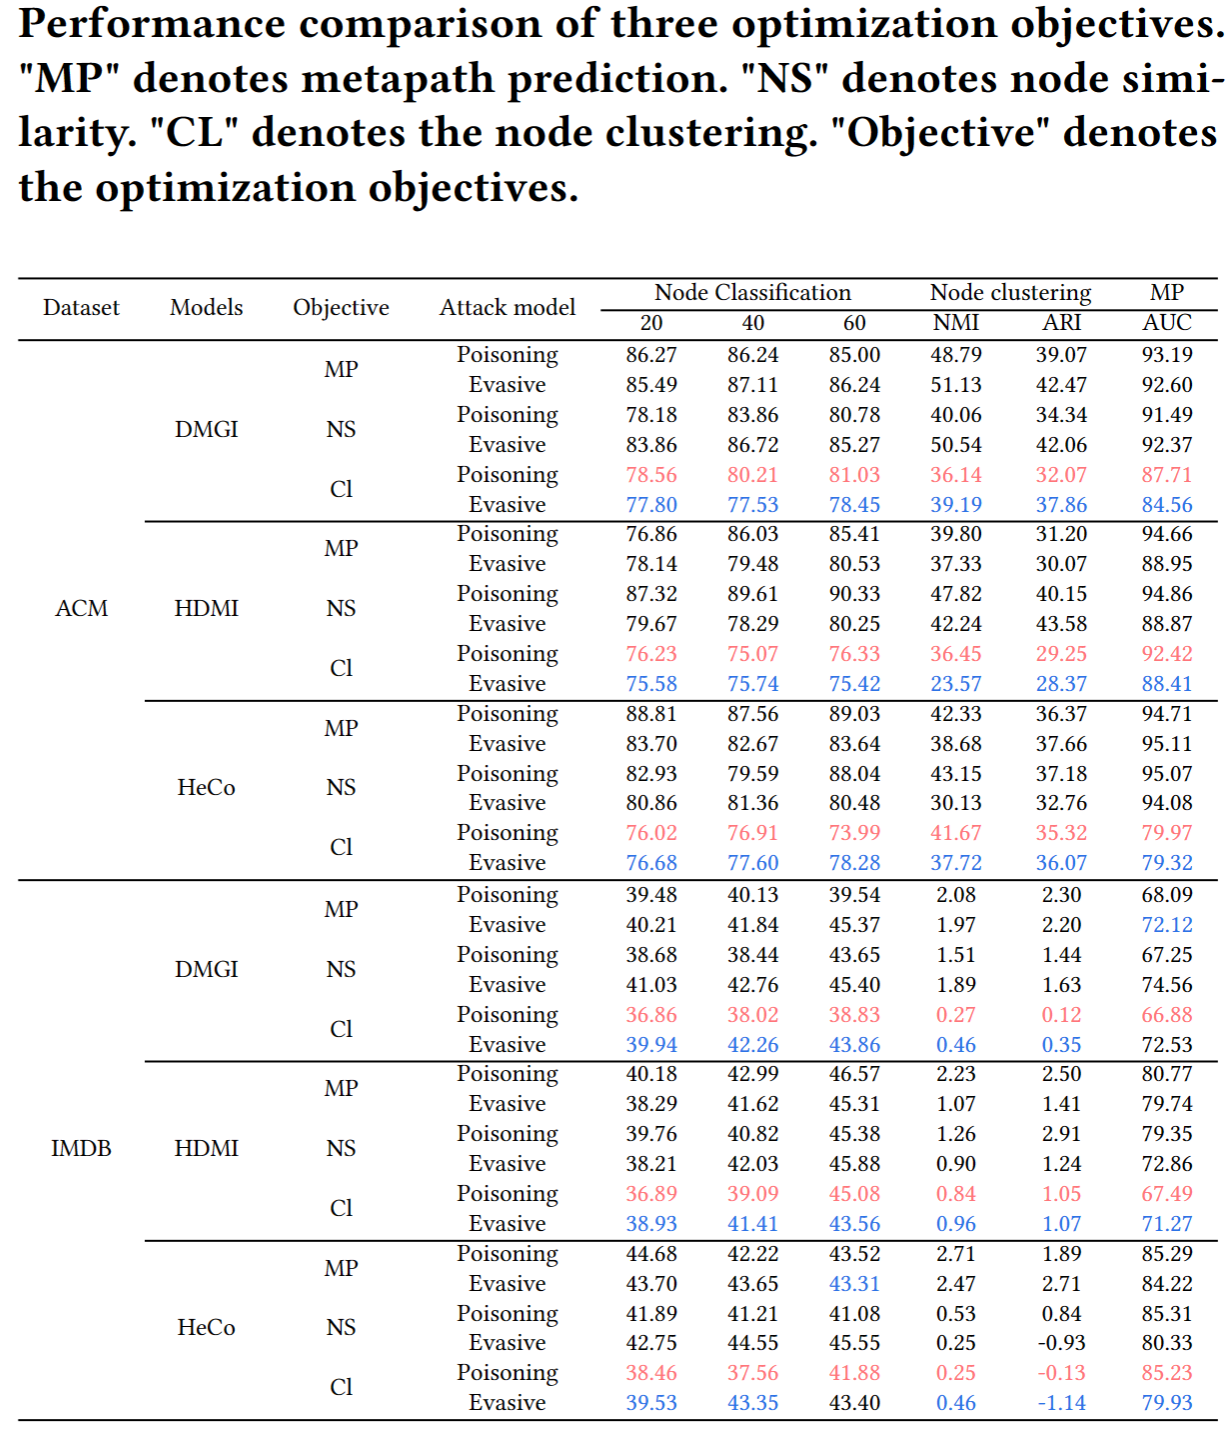 Performance comparison of three optimization objectives.
"MP" denotes metapath prediction. "NS" denotes node simi-
larity. "CL" denotes the node clustering. "Objective" denotes
the optimization objectives.
Dataset Models Objective Attack model Node Classification Node clustering MP
20 40 60 NMI ARI AUC
ACM DMGI MP Poisoning 86.27 86.24 85.00 48.79 39.07 93.19
Evasive 85.49 87.11 86.24 51.13 42.47 92.60
NS Poisoning 78.18 83.86 80.78 40.06 34.34 91.49
Evasive 83.86 86.72 85.27 50.54 42.06 92.37
Cl Poisoning 78.56 80.21 81.03 36.14 32.07 87.71
Evasive 77.80 77.53 78.45 39.19 37.86 84.56
HDMI MP Poisoning 76.86 86.03 85.41 39.80 31.20 94.66
Evasive 78.14 79.48 80.53 37.33 30.07 88.95
NS Poisoning 87.32 89.61 90.33 47.82 40.15 94.86
Evasive 79.67 78.29 80.25 42.24 43.58 88.87
Cl Poisoning 76.23 75.07 76.33 36.45 29.25 92.42
Evasive 75.58 75.74 75.42 23.57 28.37 88.41
HeCo MP Poisoning 88.81 87.56 89.03 42.33 36.37 94.71
Evasive 83.70 82.67 83.64 38.68 37.66 95.11
NS Poisoning 82.93 79.59 88.04 43.15 37.18 95.07
Evasive 80.86 81.36 80.48 30.13 32.76 94.08
Cl Poisoning 76.02 76.91 73.99 41.67 35.32 79.97
Evasive 76.68 77.60 78.28 37.72 36.07 79.32
IMDB DMGI MP Poisoning 39.48 40.13 39.54 2.08 2.30 68.09
Evasive 40.21 41.84 45.37 1.97 2.20 72.12
NS Poisoning 38.68 38.44 43.65 1.51 1.44 67.25
Evasive 41.03 42.76 45.40 1.89 1.63 74.56
Cl Poisoning 36.86 38.02 38.83 0.27 0.12 66.88
Evasive 39.94 42.26 43.86 0.46 0.35 72.53
HDMI MP Poisoning 40.18 42.99 46.57 2.23 2.50 80.77
Evasive 38.29 41.62 45.31 1.07 1.41 79.74
NS Poisoning 39.76 40.82 45.38 1.26 2.91 79.35
Evasive 38.21 42.03 45.88 0.90 1.24 72.86
Cl Poisoning 36.89 39.09 45.08 0.84 1.05 67.49
Evasive 38.93 41.41 43.56 0.96 1.07 71.27
HeCo MP Poisoning 44.68 42.22 43.52 2.71 1.89 85.29
Evasive 43.70 43.65 43.31 2.47 2.71 84.22
NS Poisoning 41.89 41.21 41.08 0.53 0.84 85.31
Evasive 42.75 44.55 45.55 0.25 -0.93 80.33
Cl Poisoning 38.46 37.56 41.88 0.25 -0.13 85.23
Evasive 39.53 43.35 43.40 0.46 -1.14 79.93